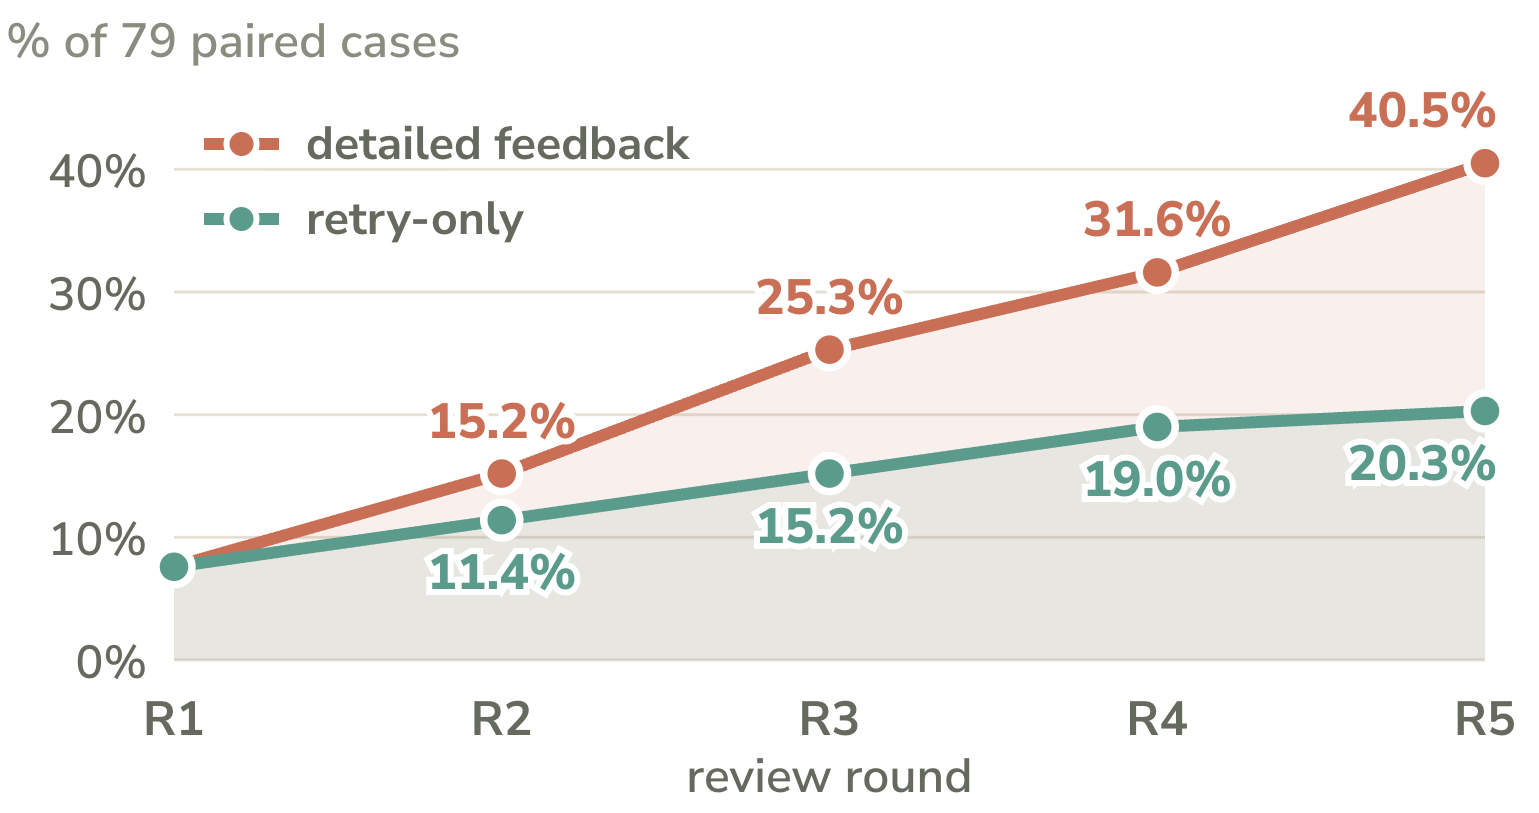 % of 79 paired cases
detailed feedback
retry-only
40%
30%
20%
10%
0%
15.2%
25.3%
31.6%
40.5%
11.4%
15.2%
19.0%
20.3%
R1 R2 R3 R4 R5
review round